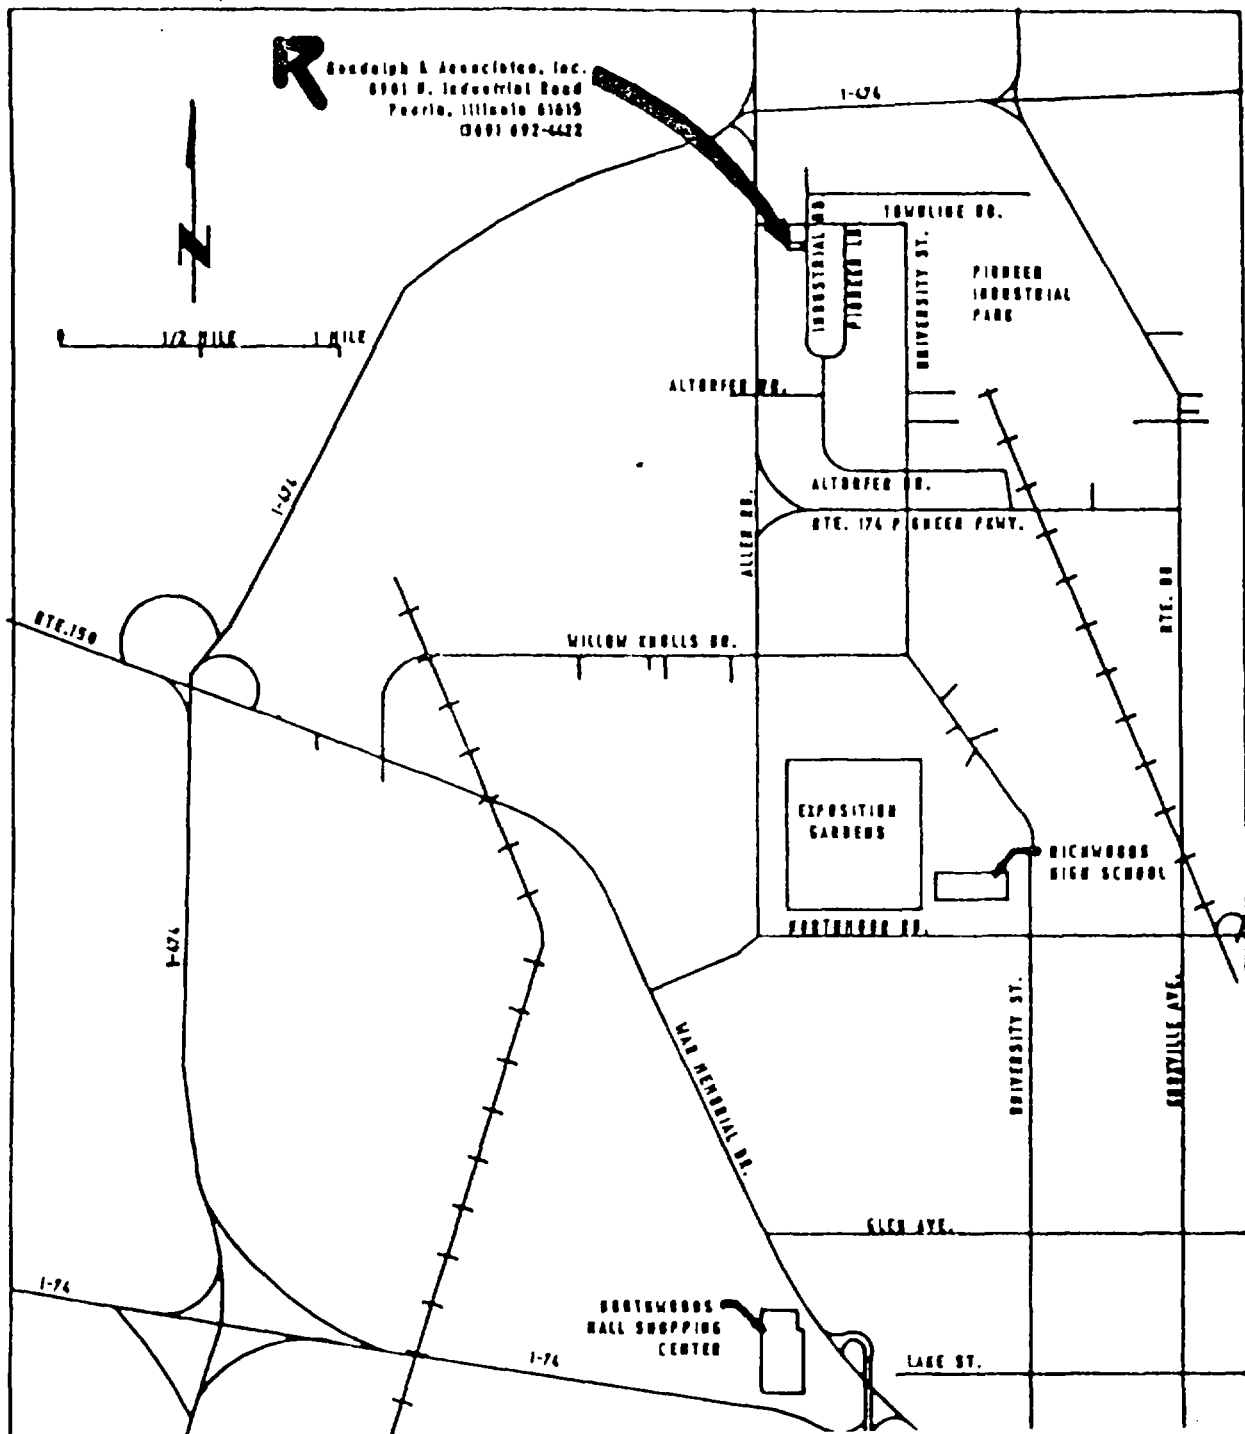 R
Randolph & Associates, Inc.
8901 N. Industrial Road
Peoria, Illinois 61615
(309) 692-4422
I-474
TOWNLINE RD.
INDUSTRIAL RD.
PIONEER LN.
UNIVERSITY ST.
PIONEER
INDUSTRIAL
PARK
N
0 1/2 MILE 1 MILE
ALTORFER DR.
I-474
ALTORFER DR.
ALLEN RD.
RTE. 174 PIONEER PKWY.
RTE. 88
RTE. 150
WILLOW KNOLLS DR.
EXPOSITION
GARDENS
RICHWOODS
HIGH SCHOOL
NORTHMOOR RD.
I-474
UNIVERSITY ST.
KNOXVILLE AVE.
WAR MEMORIAL DR.
GLEN AVE.
I-74
NORTHWOODS
MALL SHOPPING
CENTER
I-74
LAKE ST.